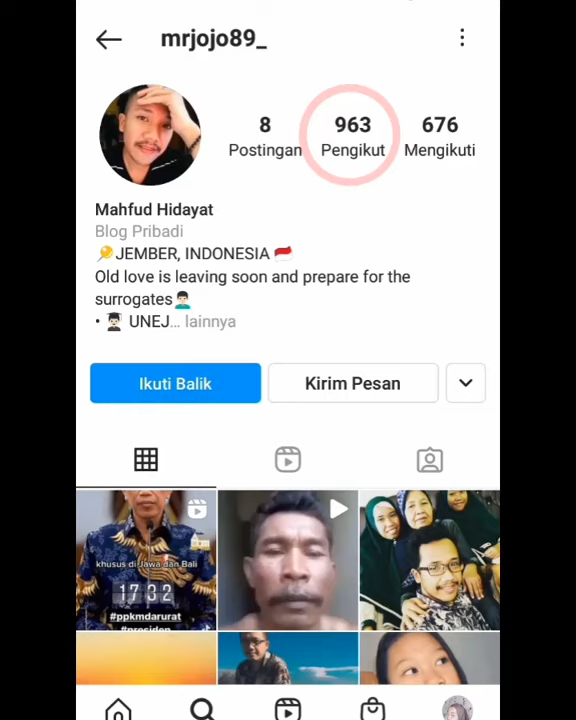 mrjojo89_
8 963 676
Postingan Pengikut Mengikuti
Mahfud Hidayat
Blog Pribadi
🔑JEMBER, INDONESIA 🇮🇩
Old love is leaving soon and prepare for the
surrogates🤦🏻‍♂️
• 👨🏻‍🎓 UNEJ... lainnya
Ikuti Balik Kirim Pesan
khusus di Jawa dan Bali
17 32
#ppkmdarurat
#presiden